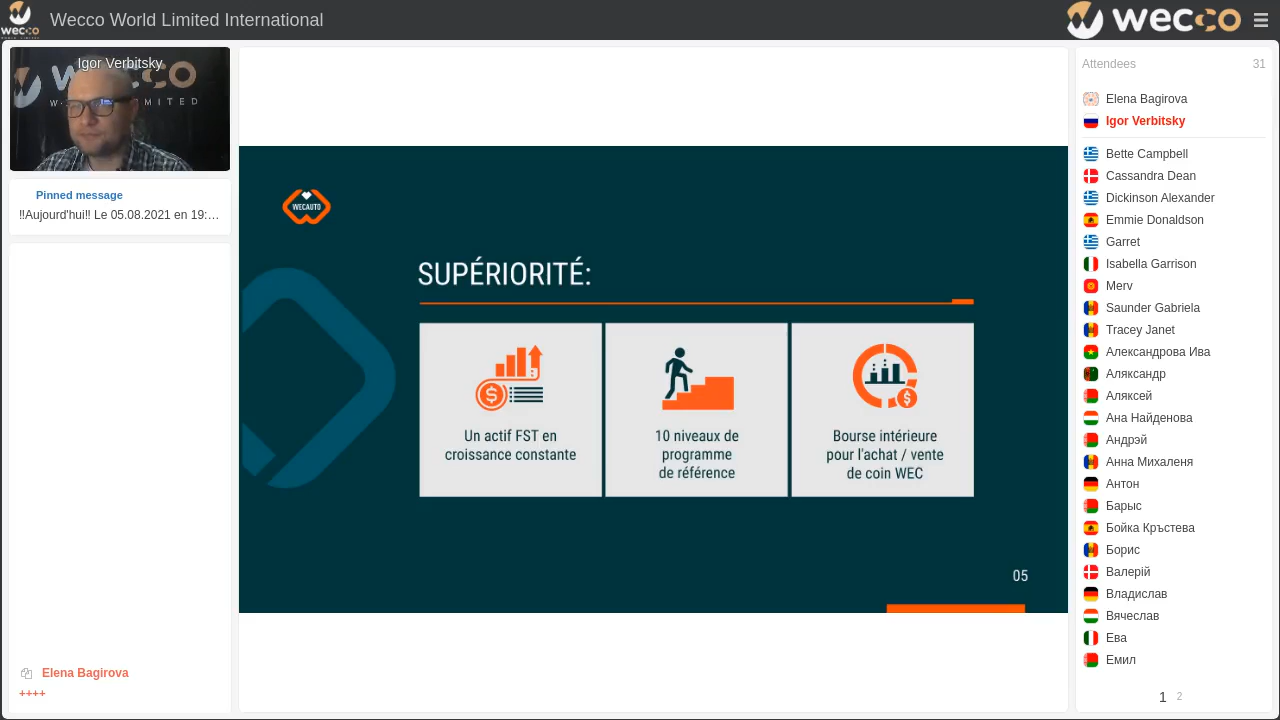 wecco
Wecco World Limited International
wecco
Igor Verbitsky
Pinned message
‼Aujourd'hui‼ Le 05.08.2021 en 19:…
Elena Bagirova
++++
WECAUTO
SUPÉRIORITÉ:
Un actif FST en
croissance constante
10 niveaux de
programme
de référence
Bourse intérieure
pour l'achat / vente
de coin WEC
05
Attendees 31
Elena Bagirova
Igor Verbitsky
Bette Campbell
Cassandra Dean
Dickinson Alexander
Emmie Donaldson
Garret
Isabella Garrison
Merv
Saunder Gabriela
Tracey Janet
Александрова Ива
Аляксандр
Аляксей
Ана Найденова
Андрэй
Анна Михаленя
Антон
Барыс
Бойка Кръстева
Борис
Валерій
Владислав
Вячеслав
Ева
Емил
1 2